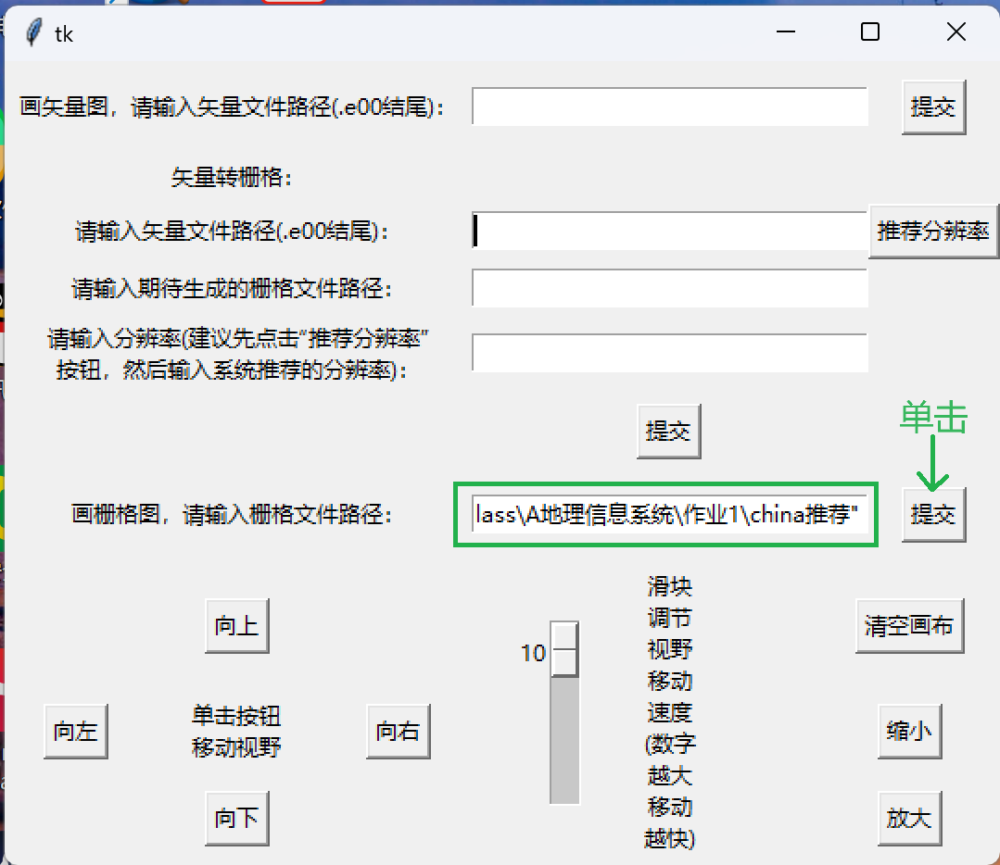 tk
画矢量图，请输入矢量文件路径(.e00结尾)：
提交
矢量转栅格：
请输入矢量文件路径(.e00结尾)：
推荐分辨率
请输入期待生成的栅格文件路径：
请输入分辨率(建议先点击“推荐分辨率”
按钮，然后输入系统推荐的分辨率)：
提交
单击
画栅格图，请输入栅格文件路径：
lass\A地理信息系统\作业1\china推荐"
提交
向上
向左
单击按钮
移动视野
向右
向下
10
滑块
调节
视野
移动
速度
(数字
越大
移动
越快)
清空画布
缩小
放大